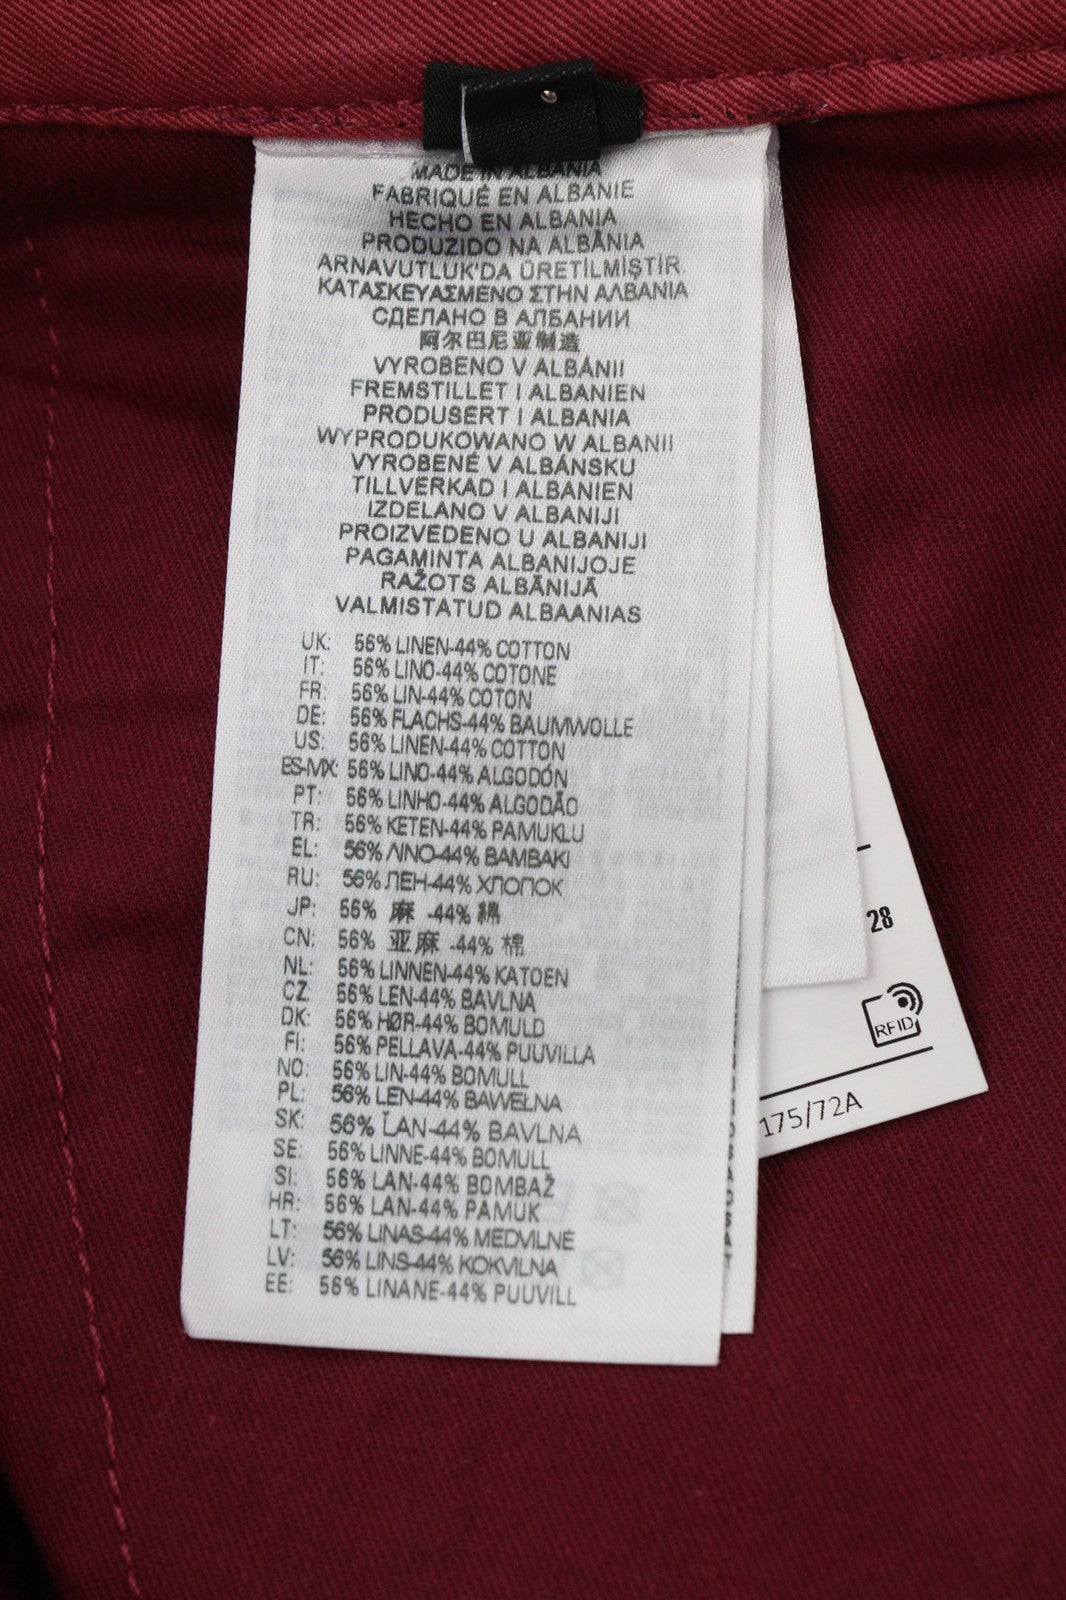 MADE IN ALBANIA
FABRIQUÉ EN ALBANIE
HECHO EN ALBANIA
PRODUZIDO NA ALBÂNIA
ARNAVUTLUK'DA ÜRETİLMİŞTİR.
ΚΑΤΑΣΚΕΥΑΣΜΕΝΟ ΣΤΗΝ ΑΛΒΑΝΙΑ
СДЕЛАНО В АЛБАНИИ
阿尔巴尼亚制造
VYROBENO V ALBÁNII
FREMSTILLET I ALBANIEN
PRODUSERT I ALBANIA
WYPRODUKOWANO W ALBANII
VYROBENÉ V ALBÁNSKU
TILLVERKAD I ALBANIEN
IZDELANO V ALBANIJI
PROIZVEDENO U ALBANIJI
PAGAMINTA ALBANIJOJE
RAŽOTS ALBĀNIJĀ
VALMISTATUD ALBAANIAS
UK: 56% LINEN-44% COTTON
IT: 56% LINO-44% COTONE
FR: 56% LIN-44% COTON
DE: 56% FLACHS-44% BAUMWOLLE
US: 56% LINEN-44% COTTON
ES-MX: 56% LINO-44% ALGODÓN
PT: 56% LINHO-44% ALGODÃO
TR: 56% KETEN-44% PAMUKLU
EL: 56% ΛΙΝΟ-44% ΒΑΜΒΑΚΙ
RU: 56% ЛЕН-44% ХЛОПОК
JP: 56% 麻 -44% 綿
CN: 56% 亚麻 -44% 棉
NL: 56% LINNEN-44% KATOEN
CZ: 56% LEN-44% BAVLNA
DK: 56% HØR-44% BOMULD
FI: 56% PELLAVA-44% PUUVILLA
NO: 56% LIN-44% BOMULL
PL: 56% LEN-44% BAWEŁNA
SK: 56% ĽAN-44% BAVLNA
SE: 56% LINNE-44% BOMULL
SI: 56% LAN-44% BOMBAŽ
HR: 56% LAN-44% PAMUK
LT: 56% LINAS-44% MEDVILNĖ
LV: 56% LINS-44% KOKVILNA
EE: 56% LINANE-44% PUUVILL
28
RFID
175/72A